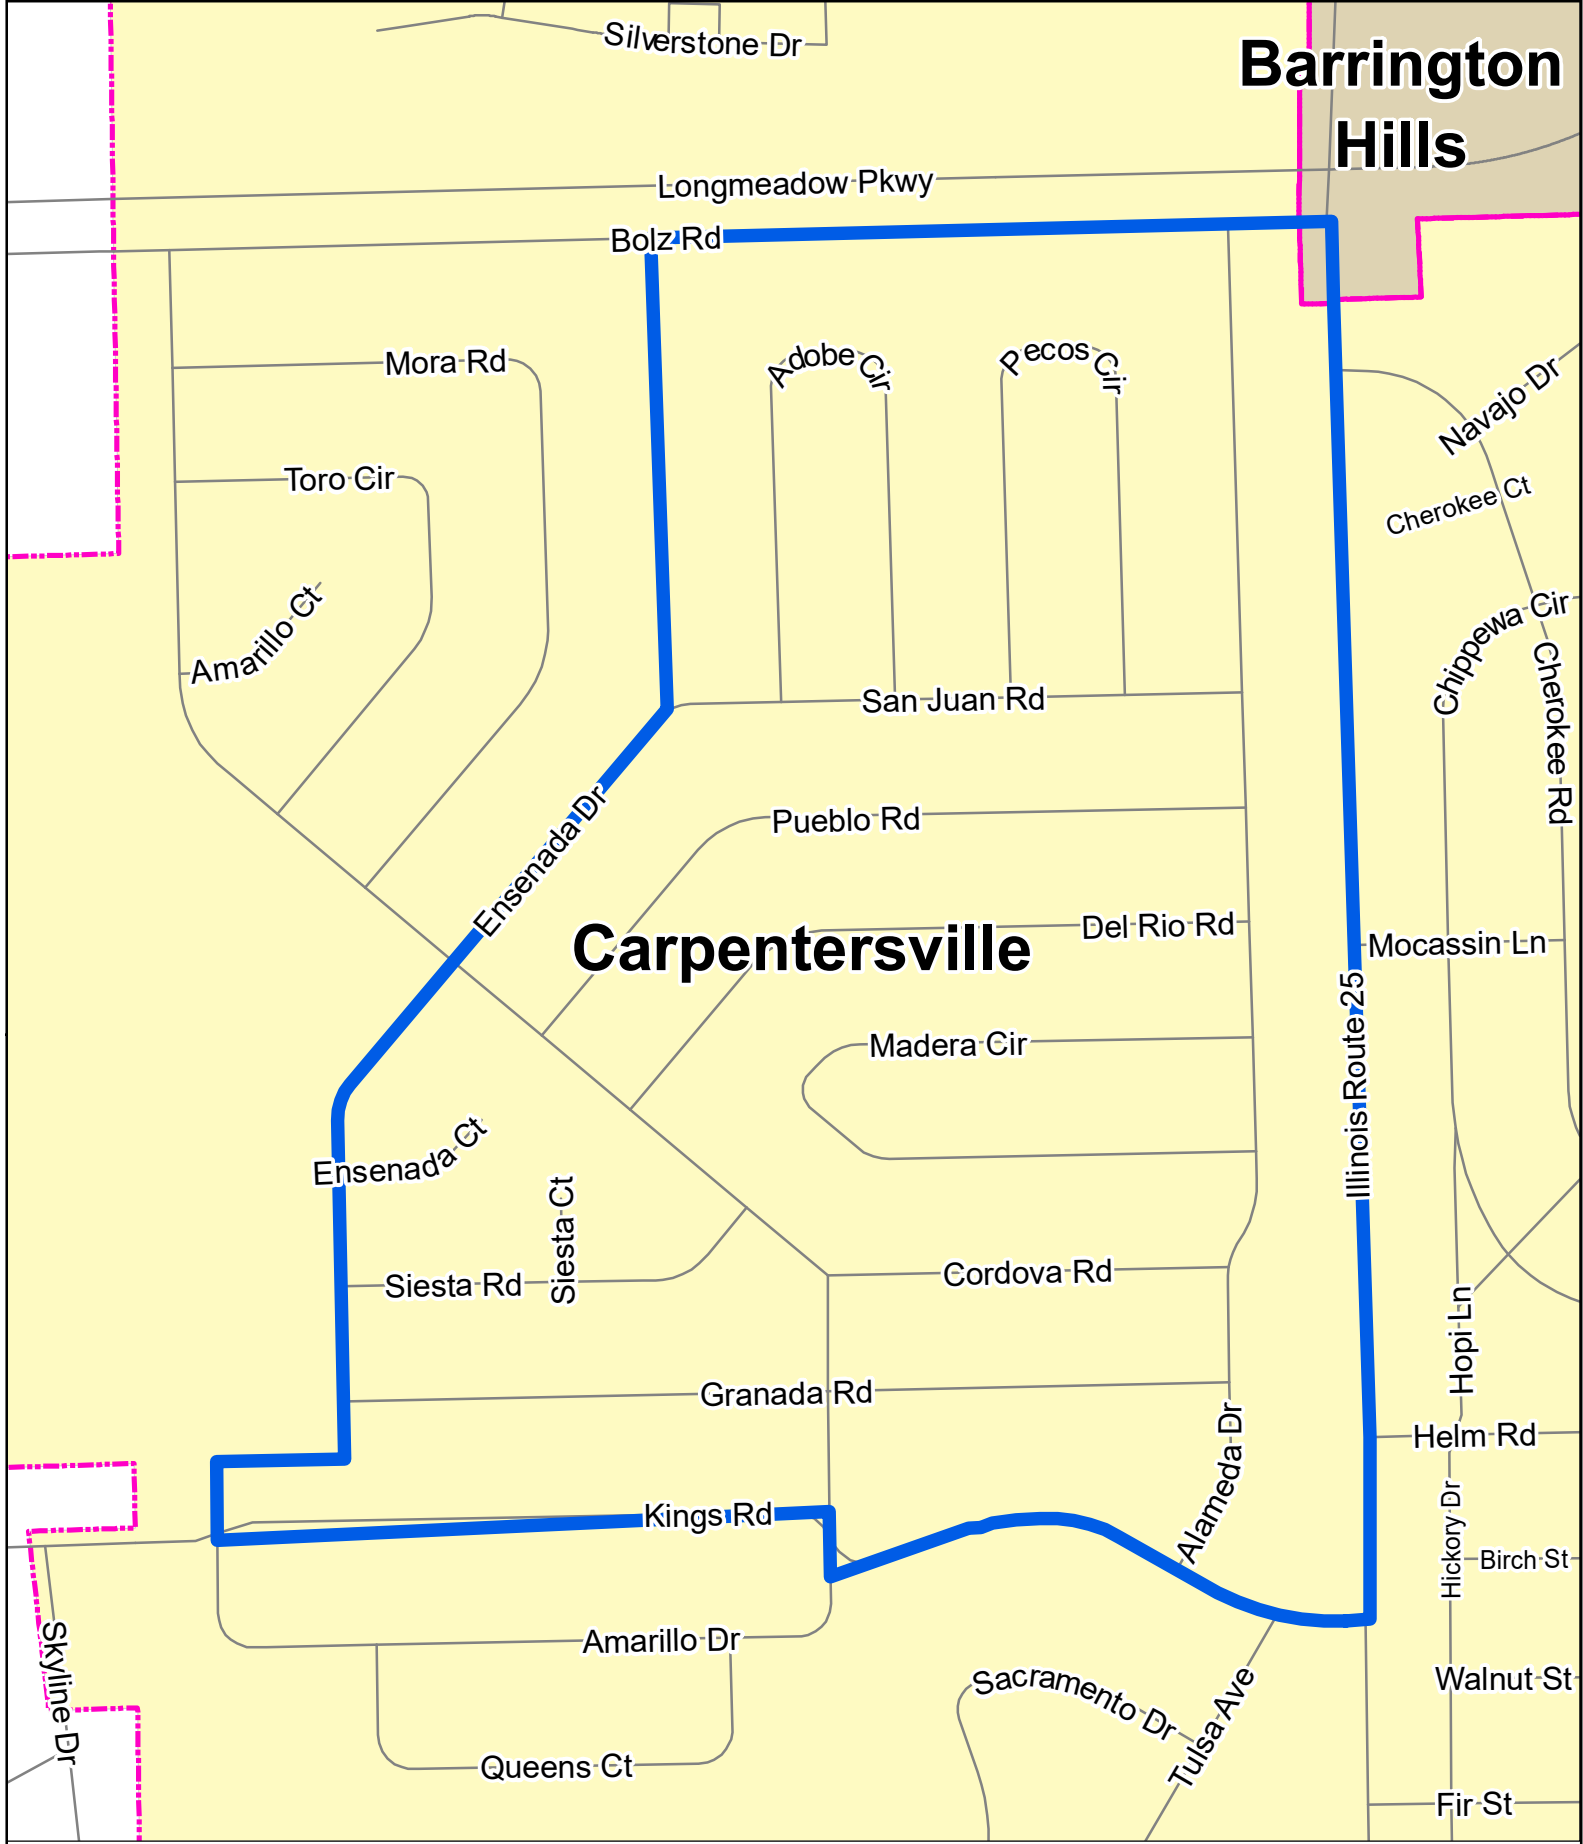 Silverstone Dr
Barrington
Hills
Longmeadow Pkwy
Bolz Rd
Mora Rd
Adobe Cir
Pecos Cir
Navajo Dr
Toro Cir
Cherokee Ct
Amarillo Ct
Chippewa Cir
San Juan Rd
Cherokee Rd
Ensenada Dr
Pueblo Rd
Del Rio Rd
Carpentersville
Mocassin Ln
Madera Cir
Illinois Route 25
Ensenada Ct
Siesta Ct
Siesta Rd
Cordova Rd
Hopi Ln
Granada Rd
Alameda Dr
Helm Rd
Kings Rd
Hickory Dr
Birch St
Skyline Dr
Amarillo Dr
Sacramento Dr
Tulsa Ave
Walnut St
Queens Ct
Fir St